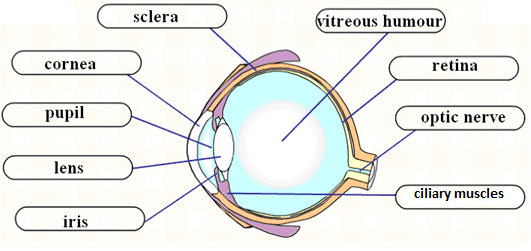 sclera
vitreous humour
cornea
retina
pupil
optic nerve
lens
ciliary muscles
iris